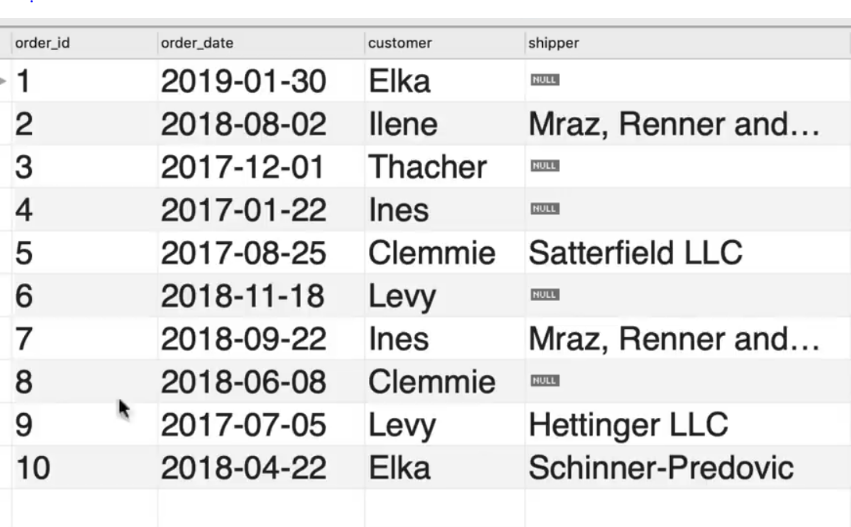 order_id order_date customer shipper
1 2019-01-30 Elka NULL
2 2018-08-02 Ilene Mraz, Renner and...
3 2017-12-01 Thacher NULL
4 2017-01-22 Ines NULL
5 2017-08-25 Clemmie Satterfield LLC
6 2018-11-18 Levy NULL
7 2018-09-22 Ines Mraz, Renner and...
8 2018-06-08 Clemmie NULL
9 2017-07-05 Levy Hettinger LLC
10 2018-04-22 Elka Schinner-Predovic